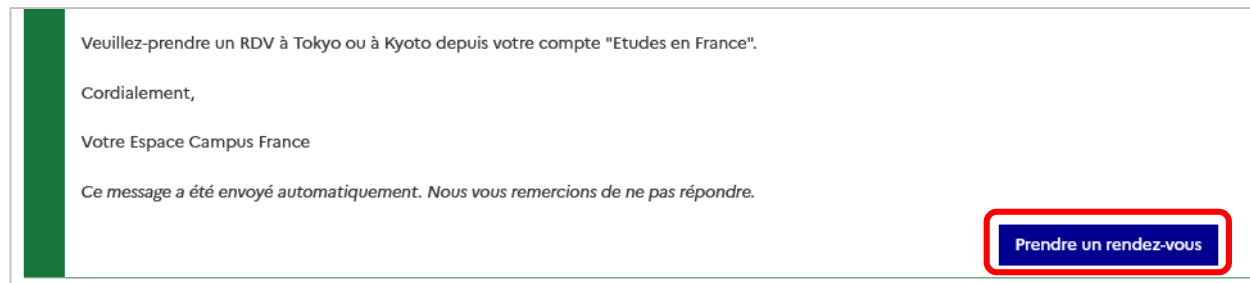 Veuillez-prendre un RDV à Tokyo ou à Kyoto depuis votre compte "Etudes en France".
Cordialement,
Votre Espace Campus France
Ce message a été envoyé automatiquement. Nous vous remercions de ne pas répondre.
Prendre un rendez-vous